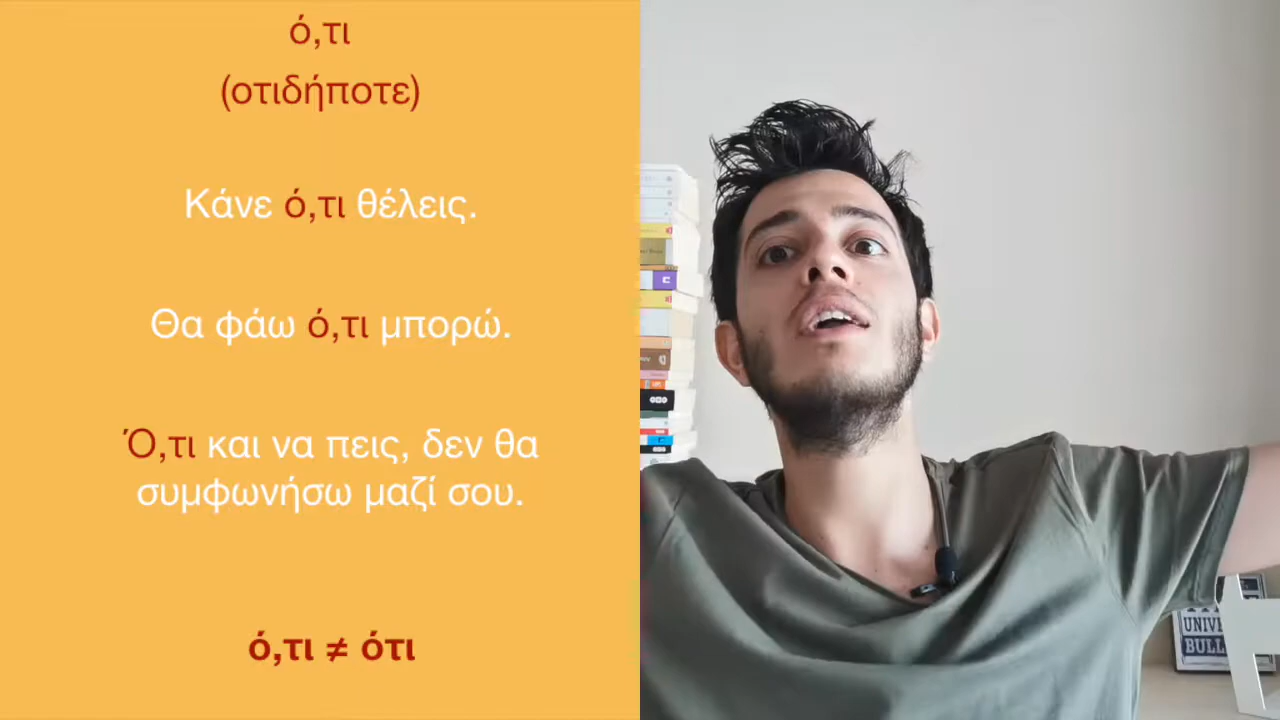 ό,τι
(οτιδήποτε)
Κάνε ό,τι θέλεις.
Θα φάω ό,τι μπορώ.
Ό,τι και να πεις, δεν θα
συμφωνήσω μαζί σου.
ό,τι ≠ ότι